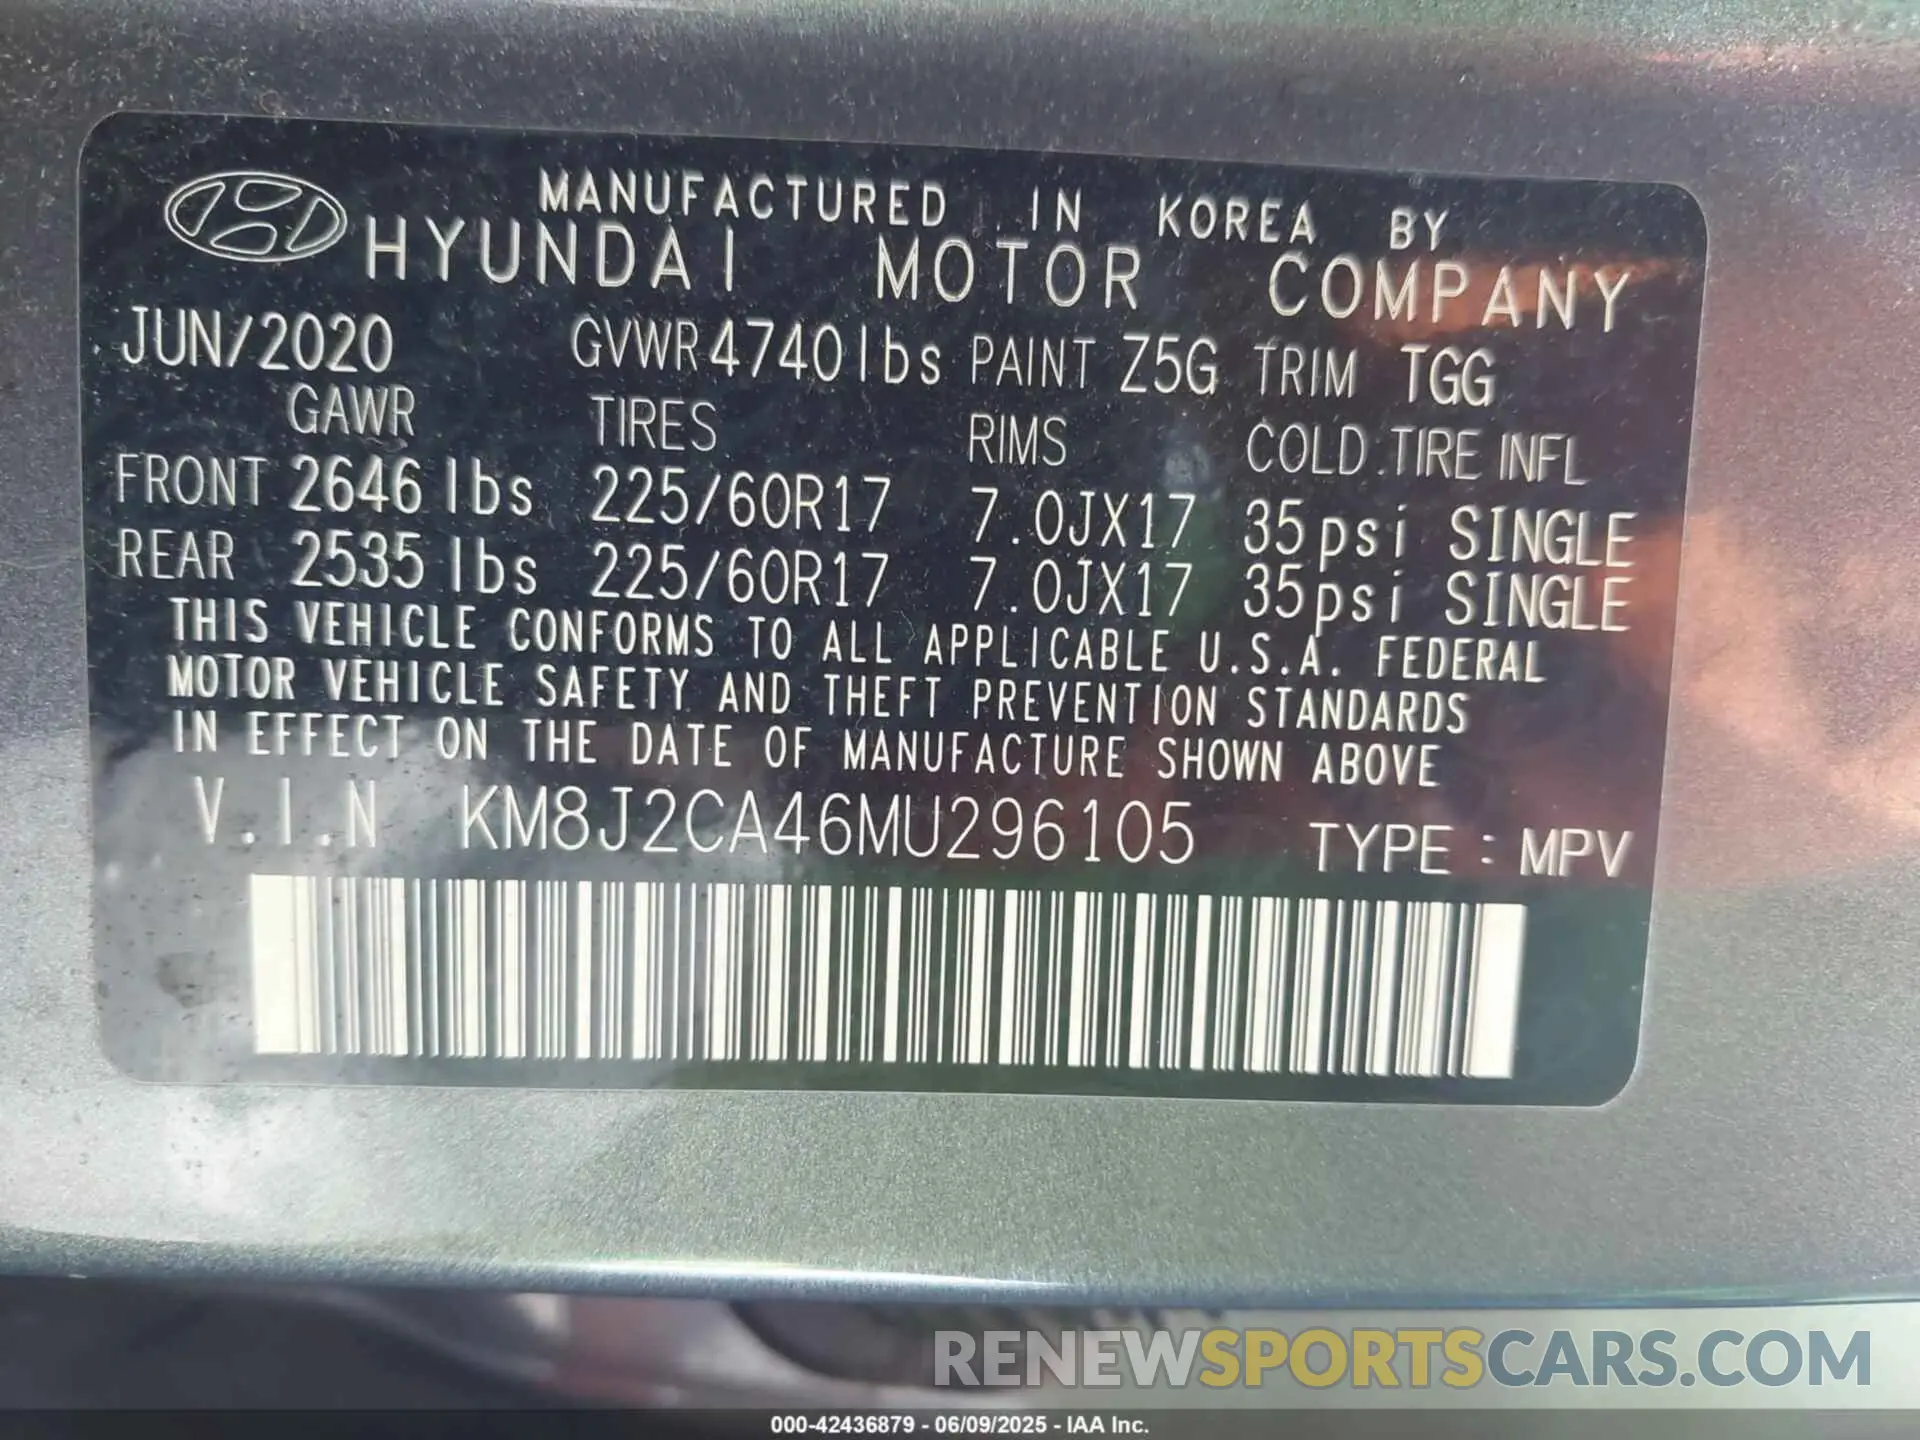 MANUFACTURED IN KOREA BY
HYUNDAI MOTOR COMPANY
JUN/2020 GVWR 4740lbs PAINT Z5G TRIM TGG
GAWR TIRES RIMS COLD TIRE INFL
FRONT 2646 lbs 225/60R17 7.0JX17 35psi SINGLE
REAR 2535 lbs 225/60R17 7.0JX17 35psi SINGLE
THIS VEHICLE CONFORMS TO ALL APPLICABLE U.S.A. FEDERAL
MOTOR VEHICLE SAFETY AND THEFT PREVENTION STANDARDS
IN EFFECT ON THE DATE OF MANUFACTURE SHOWN ABOVE
V.I.N KM8J2CA46MU296105 TYPE : MPV
RENEWSPORTSCARS.COM
000-42436879 - 06/09/2025 - IAA Inc.